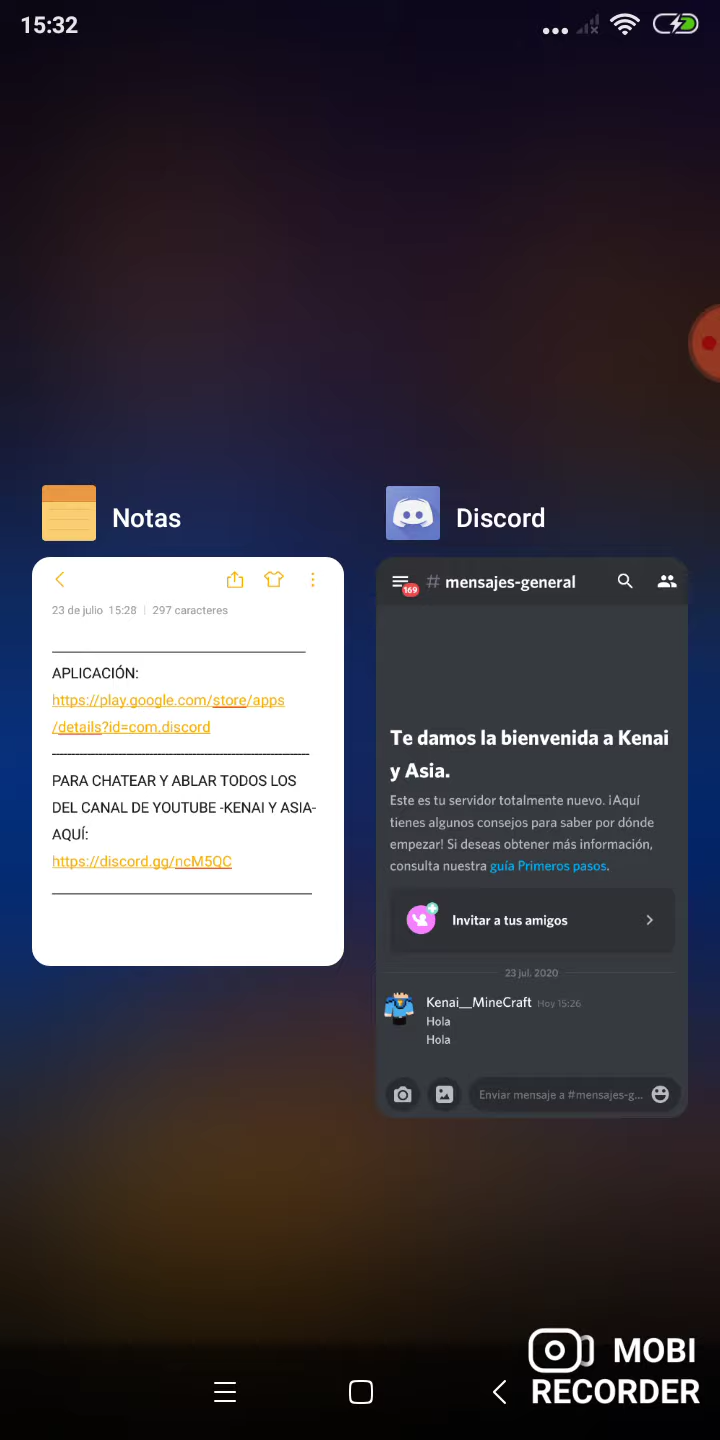 15:32
Notas
23 de julio 15:28 | 297 caracteres
APLICACIÓN:
https://play.google.com/store/apps
/details?id=com.discord
PARA CHATEAR Y ABLAR TODOS LOS
DEL CANAL DE YOUTUBE -KENAI Y ASIA-
AQUÍ:
https://discord.gg/ncM5QC
Discord
169
# mensajes-general
Te damos la bienvenida a Kenai
y Asia.
Este es tu servidor totalmente nuevo. ¡Aquí
tienes algunos consejos para saber por dónde
empezar! Si deseas obtener más información,
consulta nuestra guía Primeros pasos.
Invitar a tus amigos
23 jul. 2020
Kenai__MineCraft Hoy 15:26
Hola
Hola
Enviar mensaje a #mensajes-g...
MOBI
RECORDER